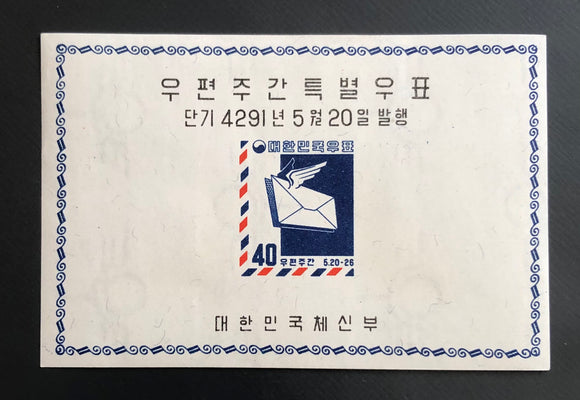 우편주간특별우표
단기 4291년 5월 20일 발행
대한민국우표
40 우편주간 5.20-26
대한민국체신부